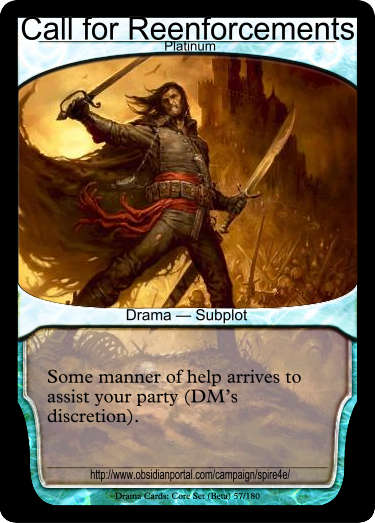 Call for Reenforcements
Platinum
Drama — Subplot
Some manner of help arrives to
assist your party (DM's
discretion).
http://www.obsidianportal.com/campaign/spire4e/
Drama Cards: Core Set (Beta) 57/180